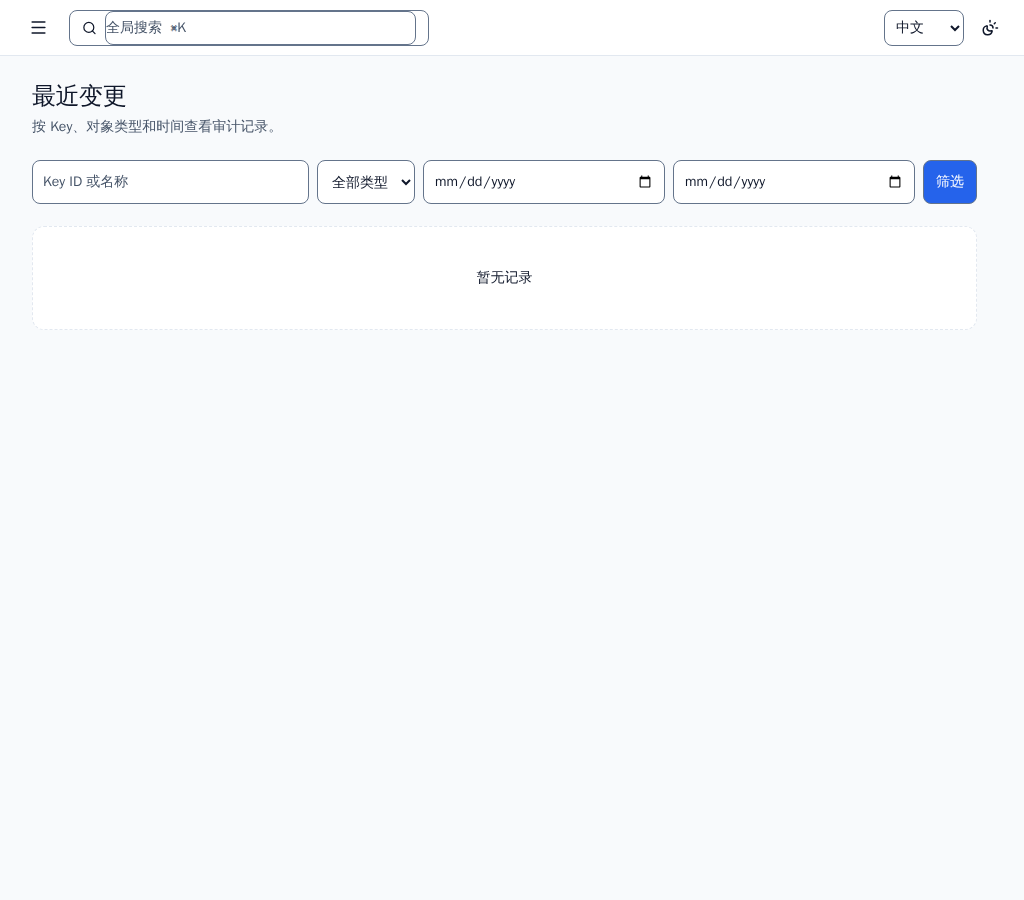 全局搜索 ⌘K
中文
最近变更
按 Key、对象类型和时间查看审计记录。
Key ID 或名称 全部类型 mm/dd/yyyy mm/dd/yyyy 筛选
暂无记录